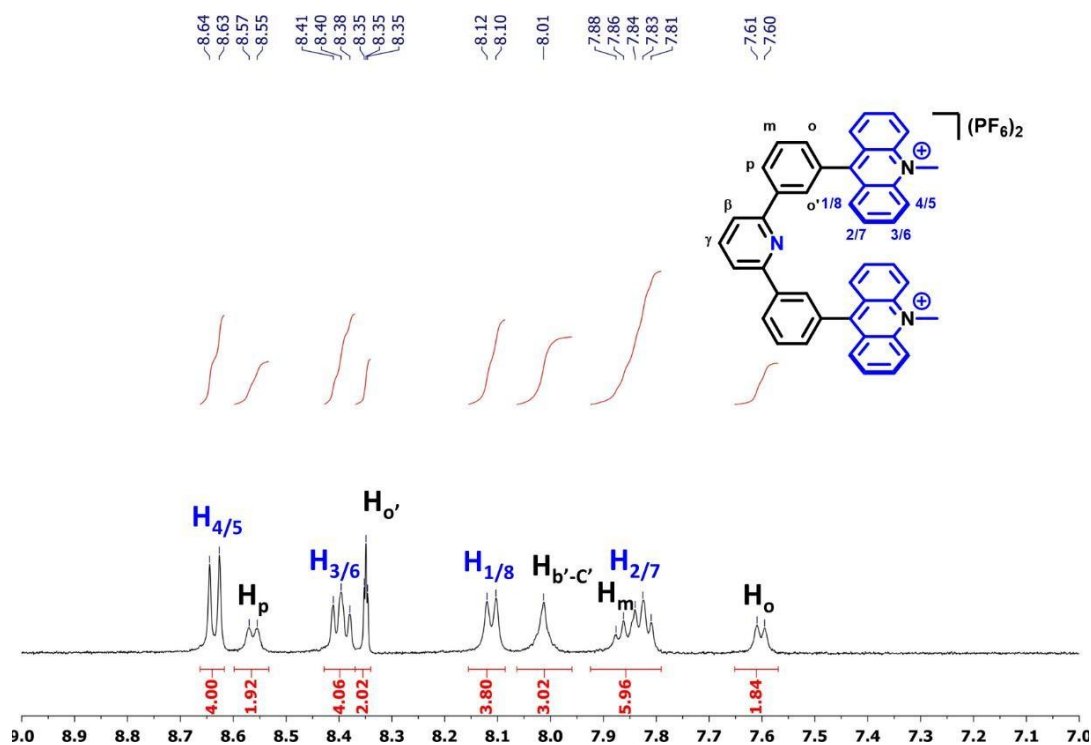 8.64
8.63
8.57
8.55
8.41
8.40
8.38
8.35
8.35
8.35
8.12
8.10
8.01
7.88
7.86
7.84
7.83
7.81
7.61
7.60
(PF6)2
m
o
p
N
+
o'
1/8
4/5
β
2/7
3/6
γ
N
+
N
Ho'
H4/5
Hp
H3/6
H1/8
Hb'-C'
Hm
H2/7
Ho
4.00
1.92
4.06
2.02
3.80
3.02
5.96
1.84
9.0 8.9 8.8 8.7 8.6 8.5 8.4 8.3 8.2 8.1 8.0 7.9 7.8 7.7 7.6 7.5 7.4 7.3 7.2 7.1 7.0